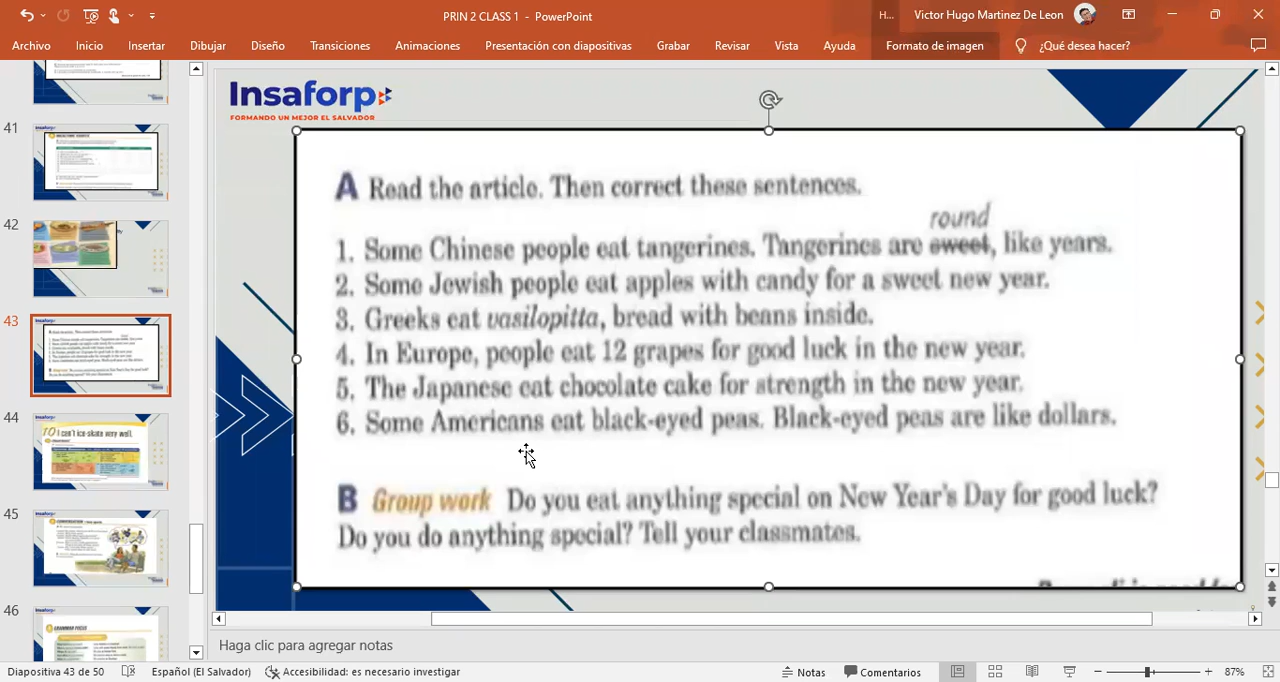 PRIN 2 CLASS 1 - PowerPoint
H...
Victor Hugo Martinez De Leon
Archivo Inicio Insertar Dibujar Diseño Transiciones Animaciones Presentación con diapositivas Grabar Revisar Vista Ayuda Formato de imagen ¿Qué desea hacer?
41
42
43
44
45
46
Insaforp
FORMANDO UN MEJOR EL SALVADOR
A Read the article. Then correct these sentences.
round
1. Some Chinese people eat tangerines. Tangerines are sweet, like years.
2. Some Jewish people eat apples with candy for a sweet new year.
3. Greeks eat vasilopitta, bread with beans inside.
4. In Europe, people eat 12 grapes for good luck in the new year.
5. The Japanese eat chocolate cake for strength in the new year.
6. Some Americans eat black-eyed peas. Black-eyed peas are like dollars.
B Group work Do you eat anything special on New Year's Day for good luck?
Do you do anything special? Tell your classmates.
Haga clic para agregar notas
Diapositiva 43 de 50 Español (El Salvador) Accesibilidad: es necesario investigar Notas Comentarios 87%